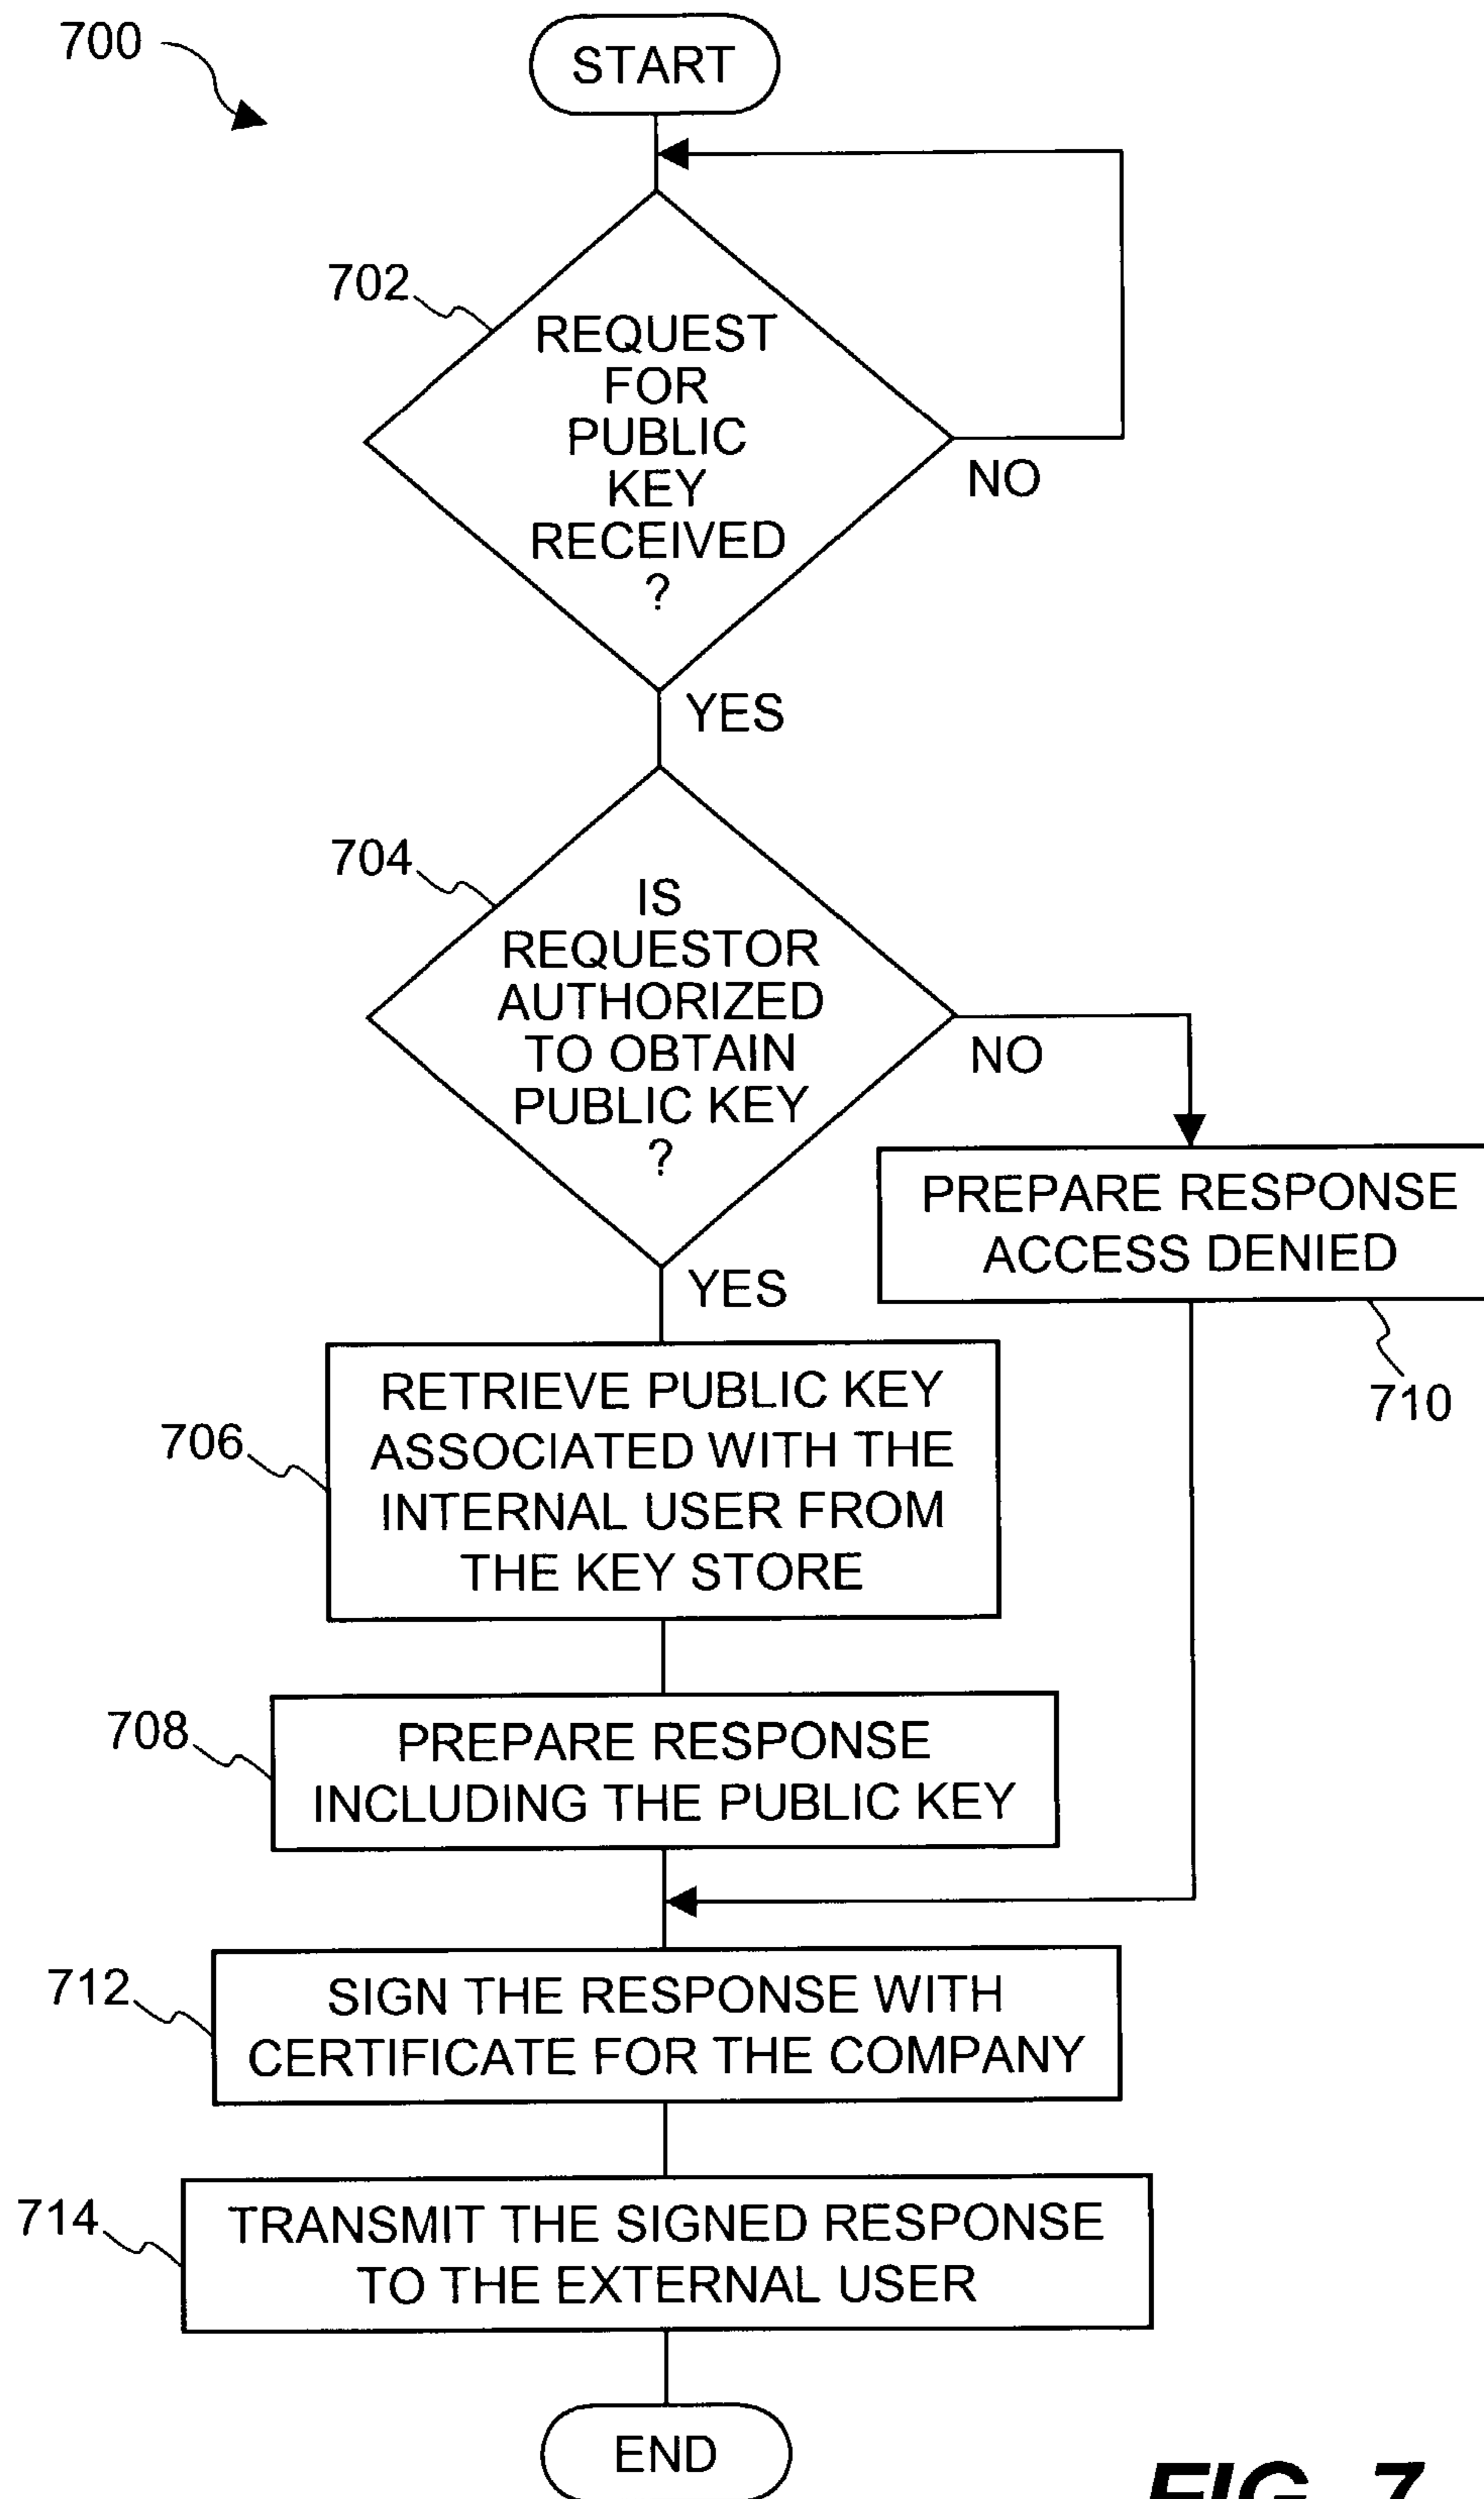 700
START
702
REQUEST
FOR
PUBLIC
KEY
RECEIVED
?
NO
YES
704
IS
REQUESTOR
AUTHORIZED
TO OBTAIN
PUBLIC KEY
?
NO
PREPARE RESPONSE
ACCESS DENIED
710
YES
706
RETRIEVE PUBLIC KEY
ASSOCIATED WITH THE
INTERNAL USER FROM
THE KEY STORE
708
PREPARE RESPONSE
INCLUDING THE PUBLIC KEY
712
SIGN THE RESPONSE WITH
CERTIFICATE FOR THE COMPANY
714
TRANSMIT THE SIGNED RESPONSE
TO THE EXTERNAL USER
END
FIG. 7